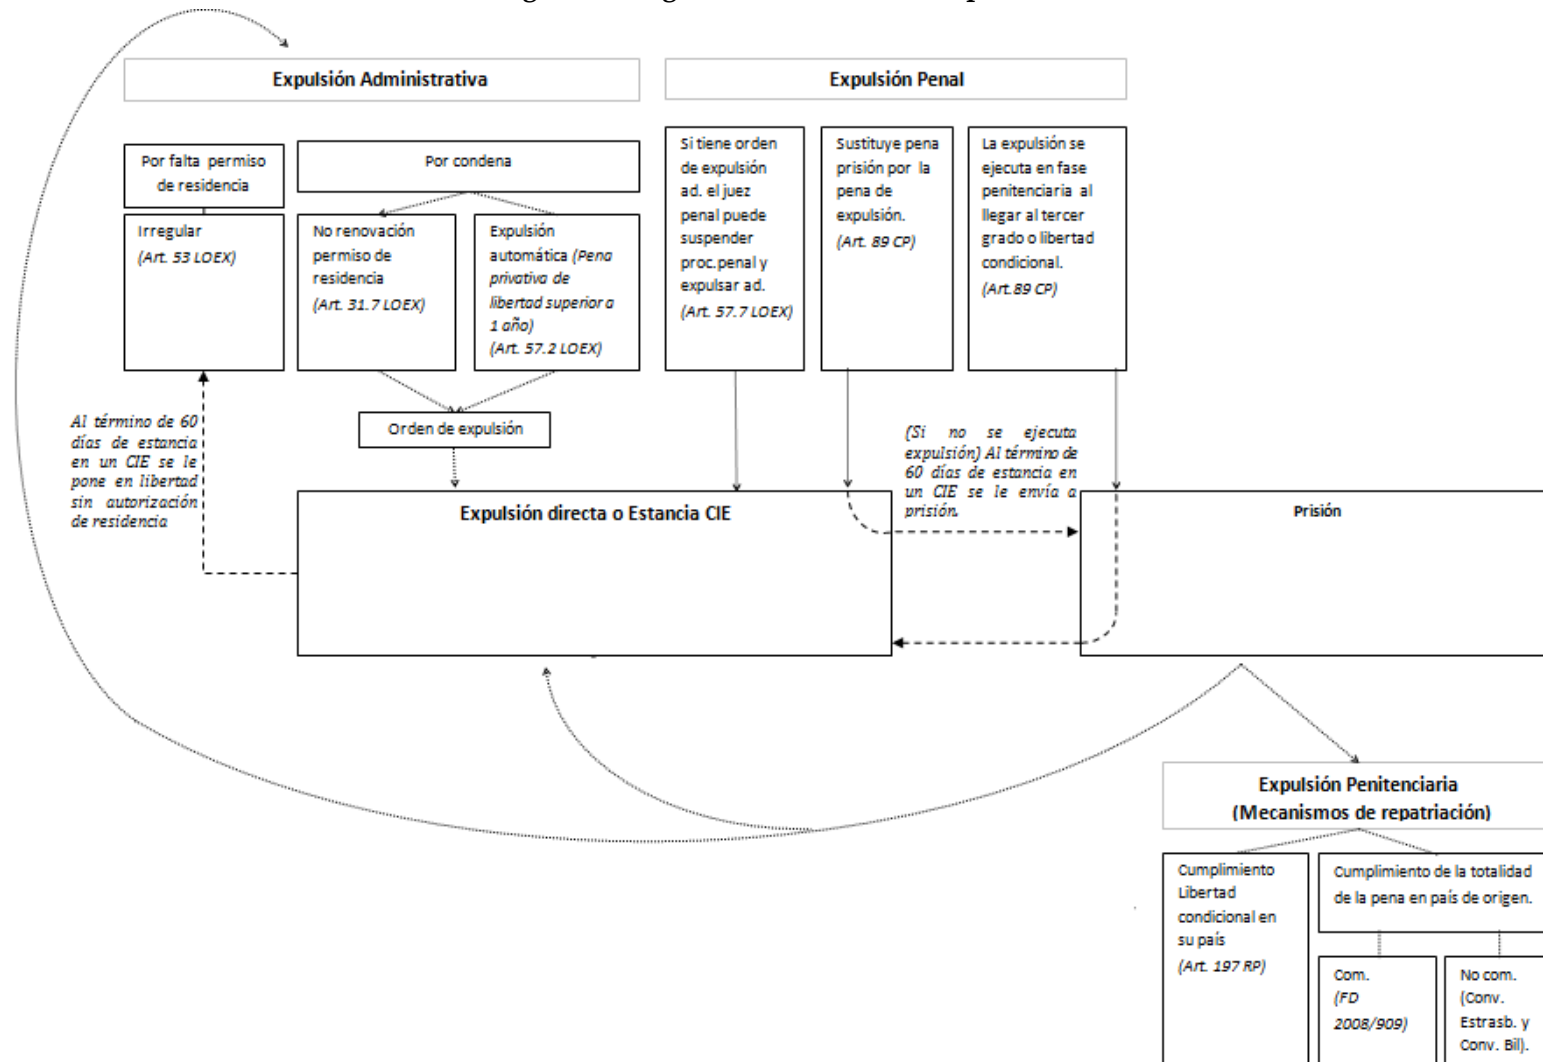 Expulsión Administrativa
Expulsión Penal
Por falta permiso
de residencia
Por condena
Irregular
(Art. 53 LOEX)
No renovación
permiso de
residencia
(Art. 31.7 LOEX)
Expulsión
automática (Pena
privativa de
libertad superior a
1 año)
(Art. 57.2 LOEX)
Si tiene orden
de expulsión
ad. el juez
penal puede
suspender
proc.penal y
expulsar ad.
(Art. 57.7 LOEX)
Sustituye pena
prisión por la
pena de
expulsión.
(Art. 89 CP)
La expulsión se
ejecuta en fase
penitenciaria al
llegar al tercer
grado o libertad
condicional.
(Art.89 CP)
Al término de 60
días de estancia
en un CIE se le
pone en libertad
sin autorización
de residencia
Orden de expulsión
(Si no se ejecuta
expulsión) Al término de
60 días de estancia en
un CIE se le envía a
prisión.
Expulsión directa o Estancia CIE
Prisión
Expulsión Penitenciaria
(Mecanismos de repatriación)
Cumplimiento
Libertad
condicional en
su país
(Art. 197 RP)
Cumplimiento de la totalidad
de la pena en país de origen.
Com.
(FD
2008/909)
No com.
(Conv.
Estrasb. y
Conv. Bil).